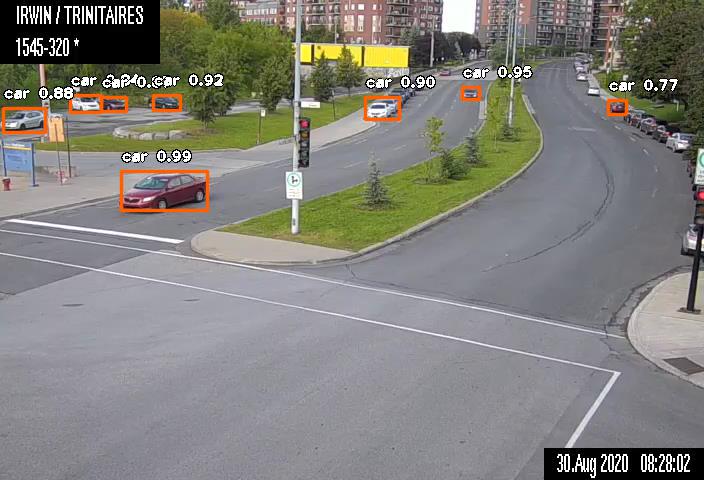 IRWIN / TRINITAIRES
1545-320 *
car 0.95
car 0.92
car 0.90
car 0.77
car 0.88
car 0.99
30.Aug 2020 08:28:02